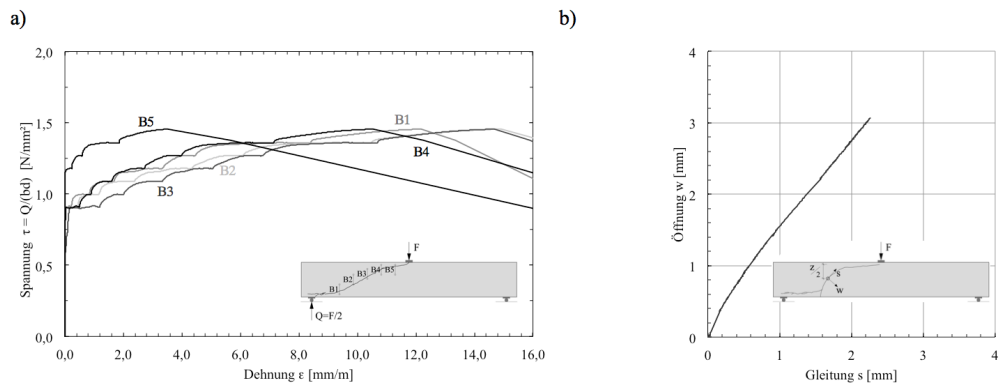 a)
Spannung τ = Q/(bd) [N/mm²]
2,0
1,5
1,0
0,5
0,0
B5
B1
B4
B2
B3
F
B1 B2 B3 B4 B5
Q=F/2
0,0 2,0 4,0 6,0 8,0 10,0 12,0 14,0 16,0
Dehnung ε [mm/m]
b)
Öffnung w [mm]
4
3
2
1
0
F
z
2
s
w
0 1 2 3 4
Gleitung s [mm]